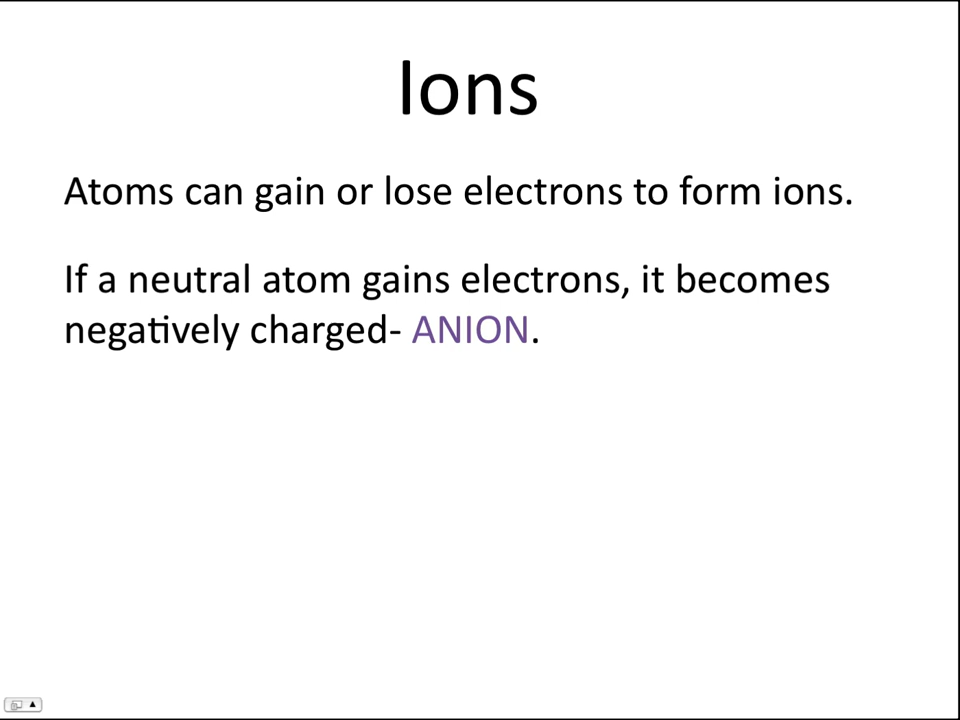 Ions
Atoms can gain or lose electrons to form ions.
If a neutral atom gains electrons, it becomes
negatively charged- ANION.